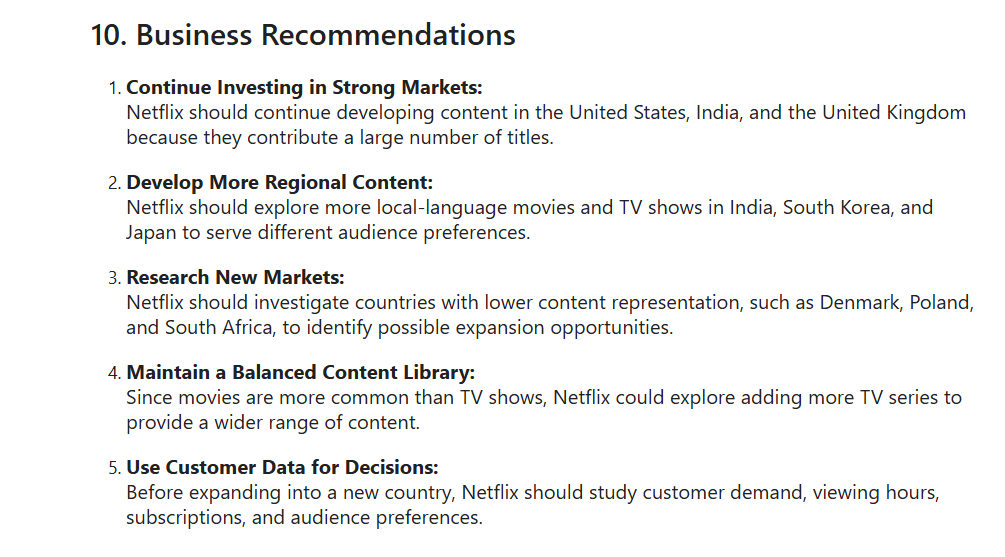 10. Business Recommendations
1. Continue Investing in Strong Markets:
Netflix should continue developing content in the United States, India, and the United Kingdom
because they contribute a large number of titles.
2. Develop More Regional Content:
Netflix should explore more local-language movies and TV shows in India, South Korea, and
Japan to serve different audience preferences.
3. Research New Markets:
Netflix should investigate countries with lower content representation, such as Denmark, Poland,
and South Africa, to identify possible expansion opportunities.
4. Maintain a Balanced Content Library:
Since movies are more common than TV shows, Netflix could explore adding more TV series to
provide a wider range of content.
5. Use Customer Data for Decisions:
Before expanding into a new country, Netflix should study customer demand, viewing hours,
subscriptions, and audience preferences.